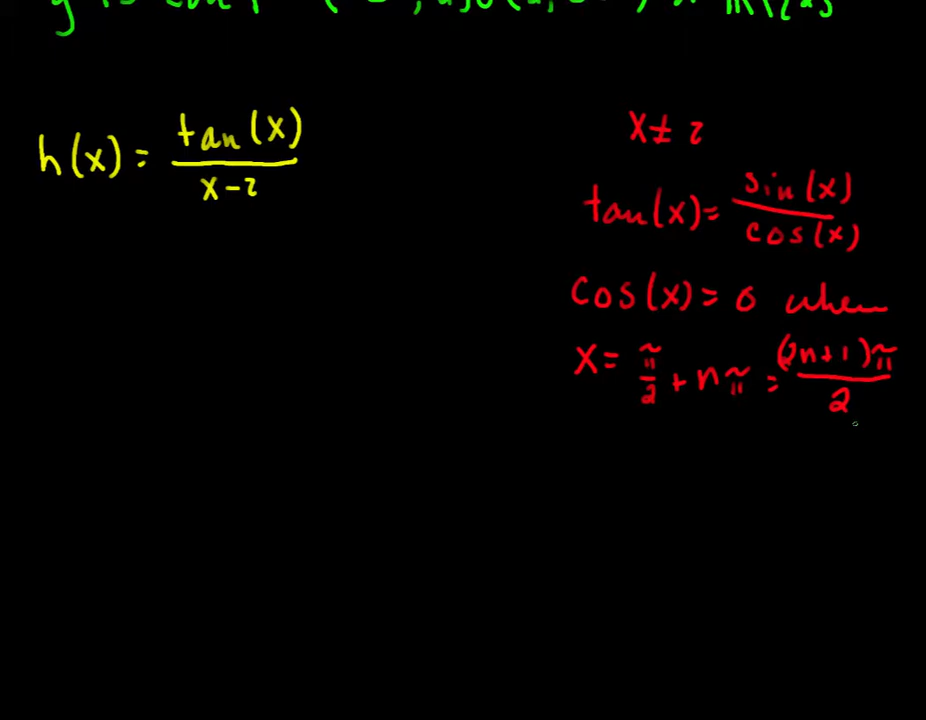 h(x) = tan(x) / x-2
x ≠ 2
tan(x) = sin(x) / cos(x)
cos(x) = 0 when
x = π/2 + nπ = (2n+1)π / 2